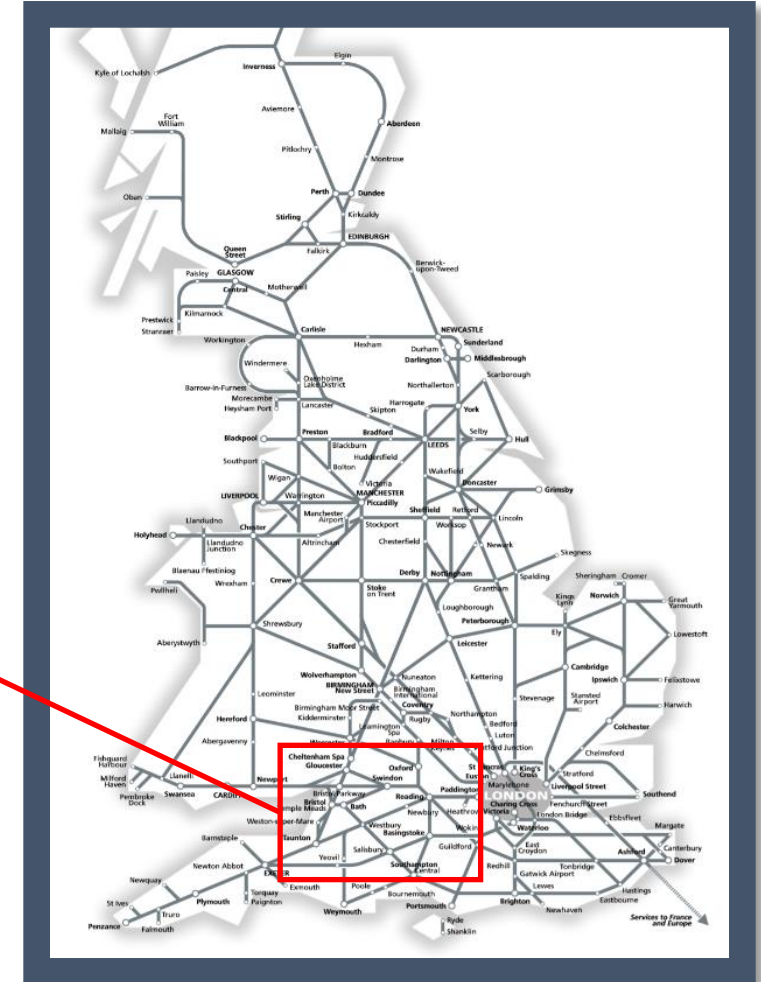 Elgin
Inverness
Kyle of Lochalsh
Aviemore
Fort
William
Aberdeen
Mallaig
Pitlochry
Montrose
Perth
Dundee
Oban
Stirling
Kirkcaldy
EDINBURGH
Queen
Street
Falkirk
Berwick-
upon-Tweed
Paisley
GLASGOW
Central
Motherwell
Prestwick
Kilmarnock
Stranraer
Carlisle
NEWCASTLE
Workington
Hexham
Durham
Sunderland
Darlington
Middlesbrough
Windermere
Scarborough
Oxenholme
Lake District
Northallerton
Barrow-in-Furness
Morecambe
Harrogate
Heysham Port
Lancaster
Skipton
York
Blackpool
Preston
Bradford
Selby
Hull
Blackburn
LEEDS
Huddersfield
Southport
Bolton
Wakefield
Wigan
Victoria
Doncaster
LIVERPOOL
Warrington
MANCHESTER
Piccadilly
Grimsby
Manchester
Airport
Sheffield
Retford
Llandudno
Chester
Stockport
Worksop
Lincoln
Holyhead
Llandudno
Junction
Altrincham
Chesterfield
Newark
Skegness
Blaenau Ffestiniog
Derby
Nottingham
Spalding
Sheringham
Cromer
Pwllheli
Wrexham
Crewe
Stoke
on Trent
Grantham
Kings
Lynn
Norwich
Great
Yarmouth
Loughborough
Peterborough
Aberystwyth
Shrewsbury
Ely
Lowestoft
Stafford
Leicester
Wolverhampton
Nuneaton
Kettering
Cambridge
BIRMINGHAM
New Street
Birmingham
International
Ipswich
Felixstowe
Leominster
Coventry
Stevenage
Stansted
Airport
Birmingham Moor Street
Harwich
Kidderminster
Rugby
Northampton
Hereford
Leamington
Spa
Bedford
Colchester
Abergavenny
Worcester
Banbury
Milton
Keynes
Luton
Watford Junction
Chelmsford
Cheltenham Spa
Gloucester
Oxford
St Pancras
King's
Cross
Fishguard
Harbour
Euston
Stratford
Milford
Haven
Llanelli
Newport
Swindon
Marylebone
Liverpool Street
Pembroke
Dock
Swansea
CARDIFF
Bristol Parkway
Reading
Paddington
LONDON
Southend
Bristol
Temple Meads
Bath
Newbury
Heathrow
Victoria
Charing Cross
Fenchurch Street
Weston-super-Mare
London Bridge
Ebbsfleet
Westbury
Basingstoke
Woking
Waterloo
Margate
Barnstaple
Taunton
East
Croydon
Canterbury
Salisbury
Guildford
Yeovil
Redhill
Tonbridge
Ashford
Dover
Newton Abbot
Southampton
Central
Gatwick Airport
EXETER
Newquay
Exmouth
Poole
Lewes
Hastings
St Ives
Plymouth
Torquay
Paignton
Bournemouth
Eastbourne
Truro
Weymouth
Portsmouth
Brighton
Newhaven
Penzance
Falmouth
Ryde
Shanklin
Services to France
and Europe